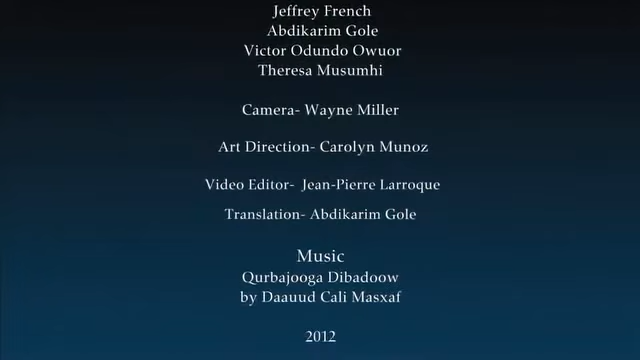 Jeffrey French
Abdikarim Gole
Victor Odundo Owuor
Theresa Musumhi
Camera- Wayne Miller
Art Direction- Carolyn Munoz
Video Editor- Jean-Pierre Larroque
Translation- Abdikarim Gole
Music
Qurbajooga Dibadoow
by Daauud Cali Masxaf
2012